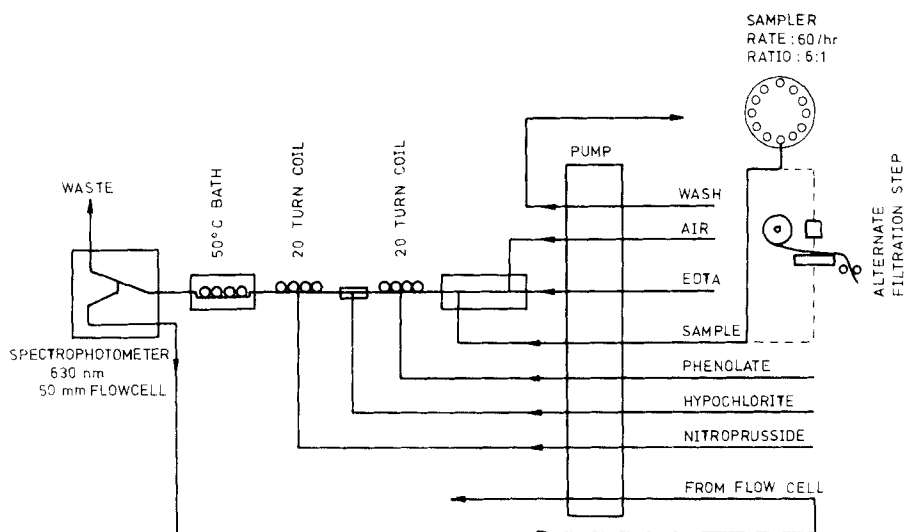 SAMPLER
RATE : 60/hr
RATIO : 6:1
PUMP
WASTE
50°C BATH
20 TURN COIL
20 TURN COIL
WASH
AIR
EDTA
SAMPLE
PHENOLATE
HYPOCHLORITE
NITROPRUSSIDE
FROM FLOW CELL
ALTERNATE
FILTRATION STEP
SPECTROPHOTOMETER
630 nm
50 mm FLOWCELL